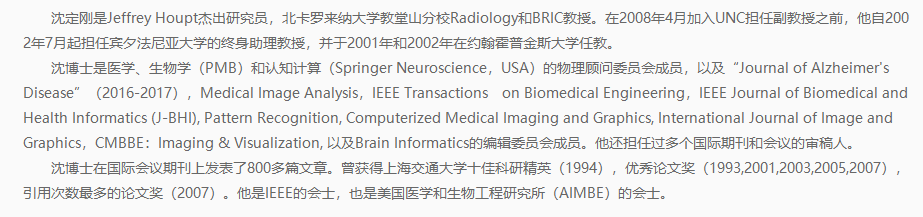 沈定刚是Jeffrey Houpt杰出研究员，北卡罗来纳大学教堂山分校Radiology和BRIC教授。在2008年4月加入UNC担任副教授之前，他自200
2年7月起担任宾夕法尼亚大学的终身助理教授，并于2001年和2002年在约翰霍普金斯大学任教。
沈博士是医学、生物学（PMB）和认知计算（Springer Neuroscience，USA）的物理顾问委员会成员，以及“Journal of Alzheimer's
Disease”（2016-2017），Medical Image Analysis，IEEE Transactions on Biomedical Engineering，IEEE Journal of Biomedical and
Health Informatics (J-BHI), Pattern Recognition, Computerized Medical Imaging and Graphics, International Journal of Image and
Graphics，CMBBE：Imaging & Visualization, 以及Brain Informatics的编辑委员会成员。他还担任过多个国际期刊和会议的审稿人。
沈博士在国际会议期刊上发表了800多篇文章。曾获得上海交通大学十佳科研精英（1994），优秀论文奖（1993,2001,2003,2005,2007），
引用次数最多的论文奖（2007）。他是IEEE的会士，也是美国医学和生物工程研究所（AIMBE）的会士。